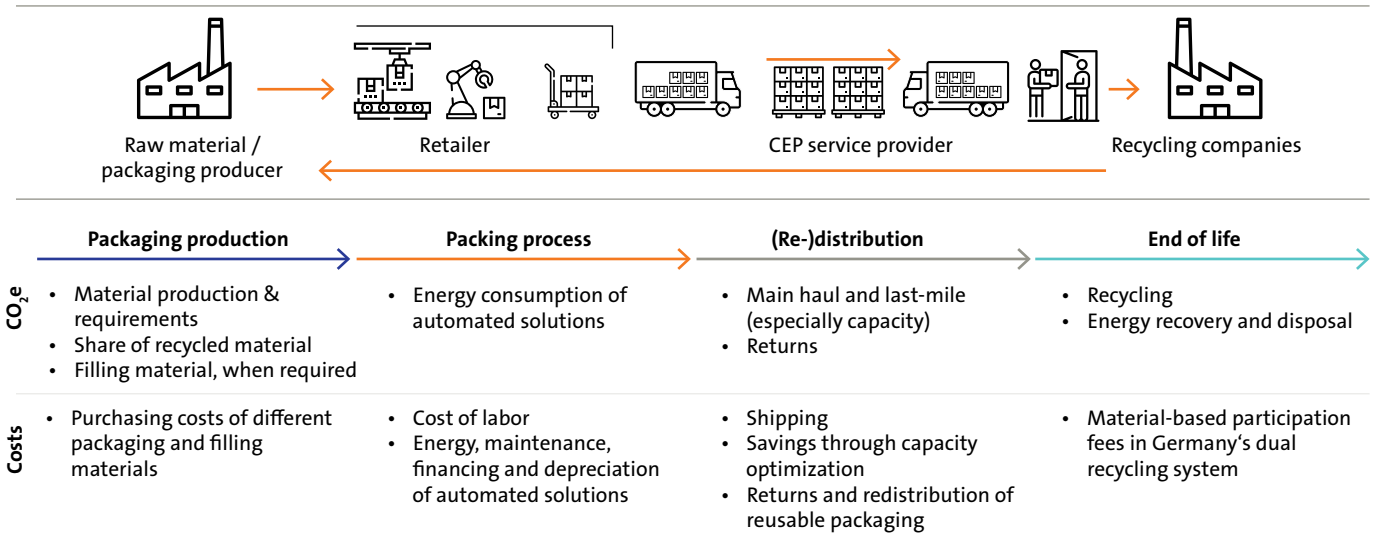 Raw material /
packaging producer
Retailer
CEP service provider
Recycling companies
Packaging production
Packing process
(Re-)distribution
End of life
CO₂e
• Material production &
requirements
• Share of recycled material
• Filling material, when required
• Energy consumption of
automated solutions
• Main haul and last-mile
(especially capacity)
• Returns
• Recycling
• Energy recovery and disposal
Costs
• Purchasing costs of different
packaging and filling
materials
• Cost of labor
• Energy, maintenance,
financing and depreciation
of automated solutions
• Shipping
• Savings through capacity
optimization
• Returns and redistribution of
reusable packaging
• Material-based participation
fees in Germany‘s dual
recycling system